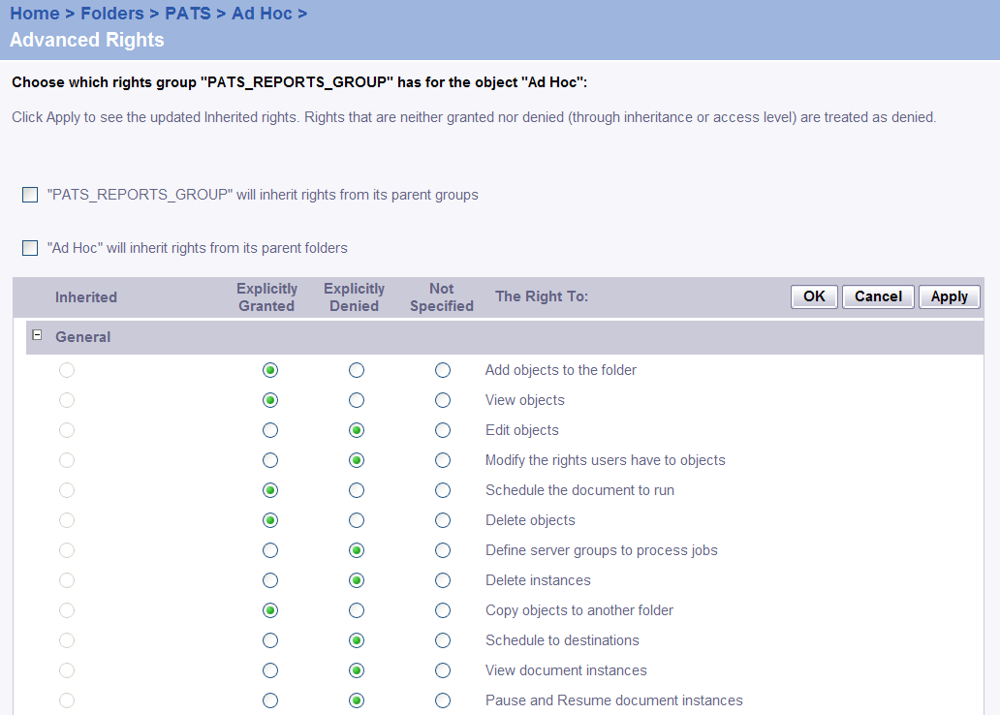 Home > Folders > PATS > Ad Hoc >
Advanced Rights
Choose which rights group "PATS_REPORTS_GROUP" has for the object "Ad Hoc":
Click Apply to see the updated Inherited rights. Rights that are neither granted nor denied (through inheritance or access level) are treated as denied.
"PATS_REPORTS_GROUP" will inherit rights from its parent groups
"Ad Hoc" will inherit rights from its parent folders
Inherited
Explicitly
Granted
Explicitly
Denied
Not
Specified
The Right To:
OK
Cancel
Apply
General
Add objects to the folder
View objects
Edit objects
Modify the rights users have to objects
Schedule the document to run
Delete objects
Define server groups to process jobs
Delete instances
Copy objects to another folder
Schedule to destinations
View document instances
Pause and Resume document instances